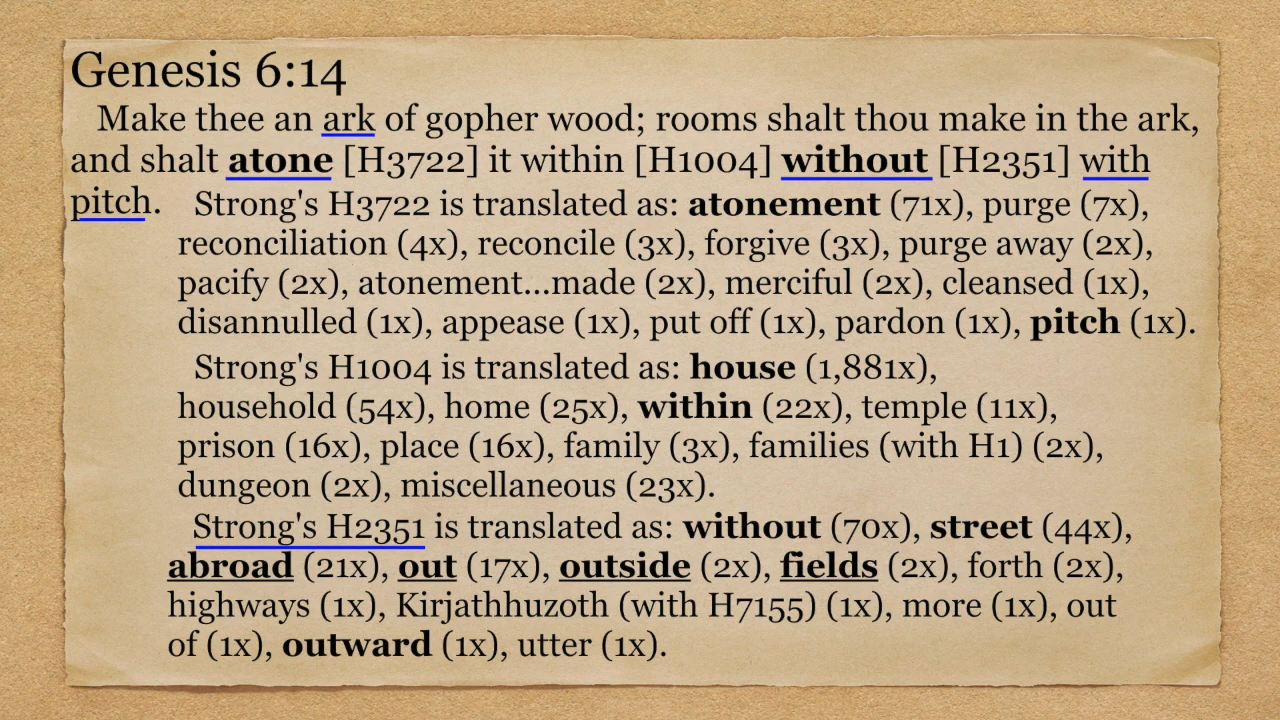 Genesis 6:14
Make thee an ark of gopher wood; rooms shalt thou make in the ark,
and shalt atone [H3722] it within [H1004] without [H2351] with
pitch. Strong's H3722 is translated as: atonement (71x), purge (7x),
reconciliation (4x), reconcile (3x), forgive (3x), purge away (2x),
pacify (2x), atonement...made (2x), merciful (2x), cleansed (1x),
disannulled (1x), appease (1x), put off (1x), pardon (1x), pitch (1x).
Strong's H1004 is translated as: house (1,881x),
household (54x), home (25x), within (22x), temple (11x),
prison (16x), place (16x), family (3x), families (with H1) (2x),
dungeon (2x), miscellaneous (23x).
Strong's H2351 is translated as: without (70x), street (44x),
abroad (21x), out (17x), outside (2x), fields (2x), forth (2x),
highways (1x), Kirjathhuzoth (with H7155) (1x), more (1x), out
of (1x), outward (1x), utter (1x).